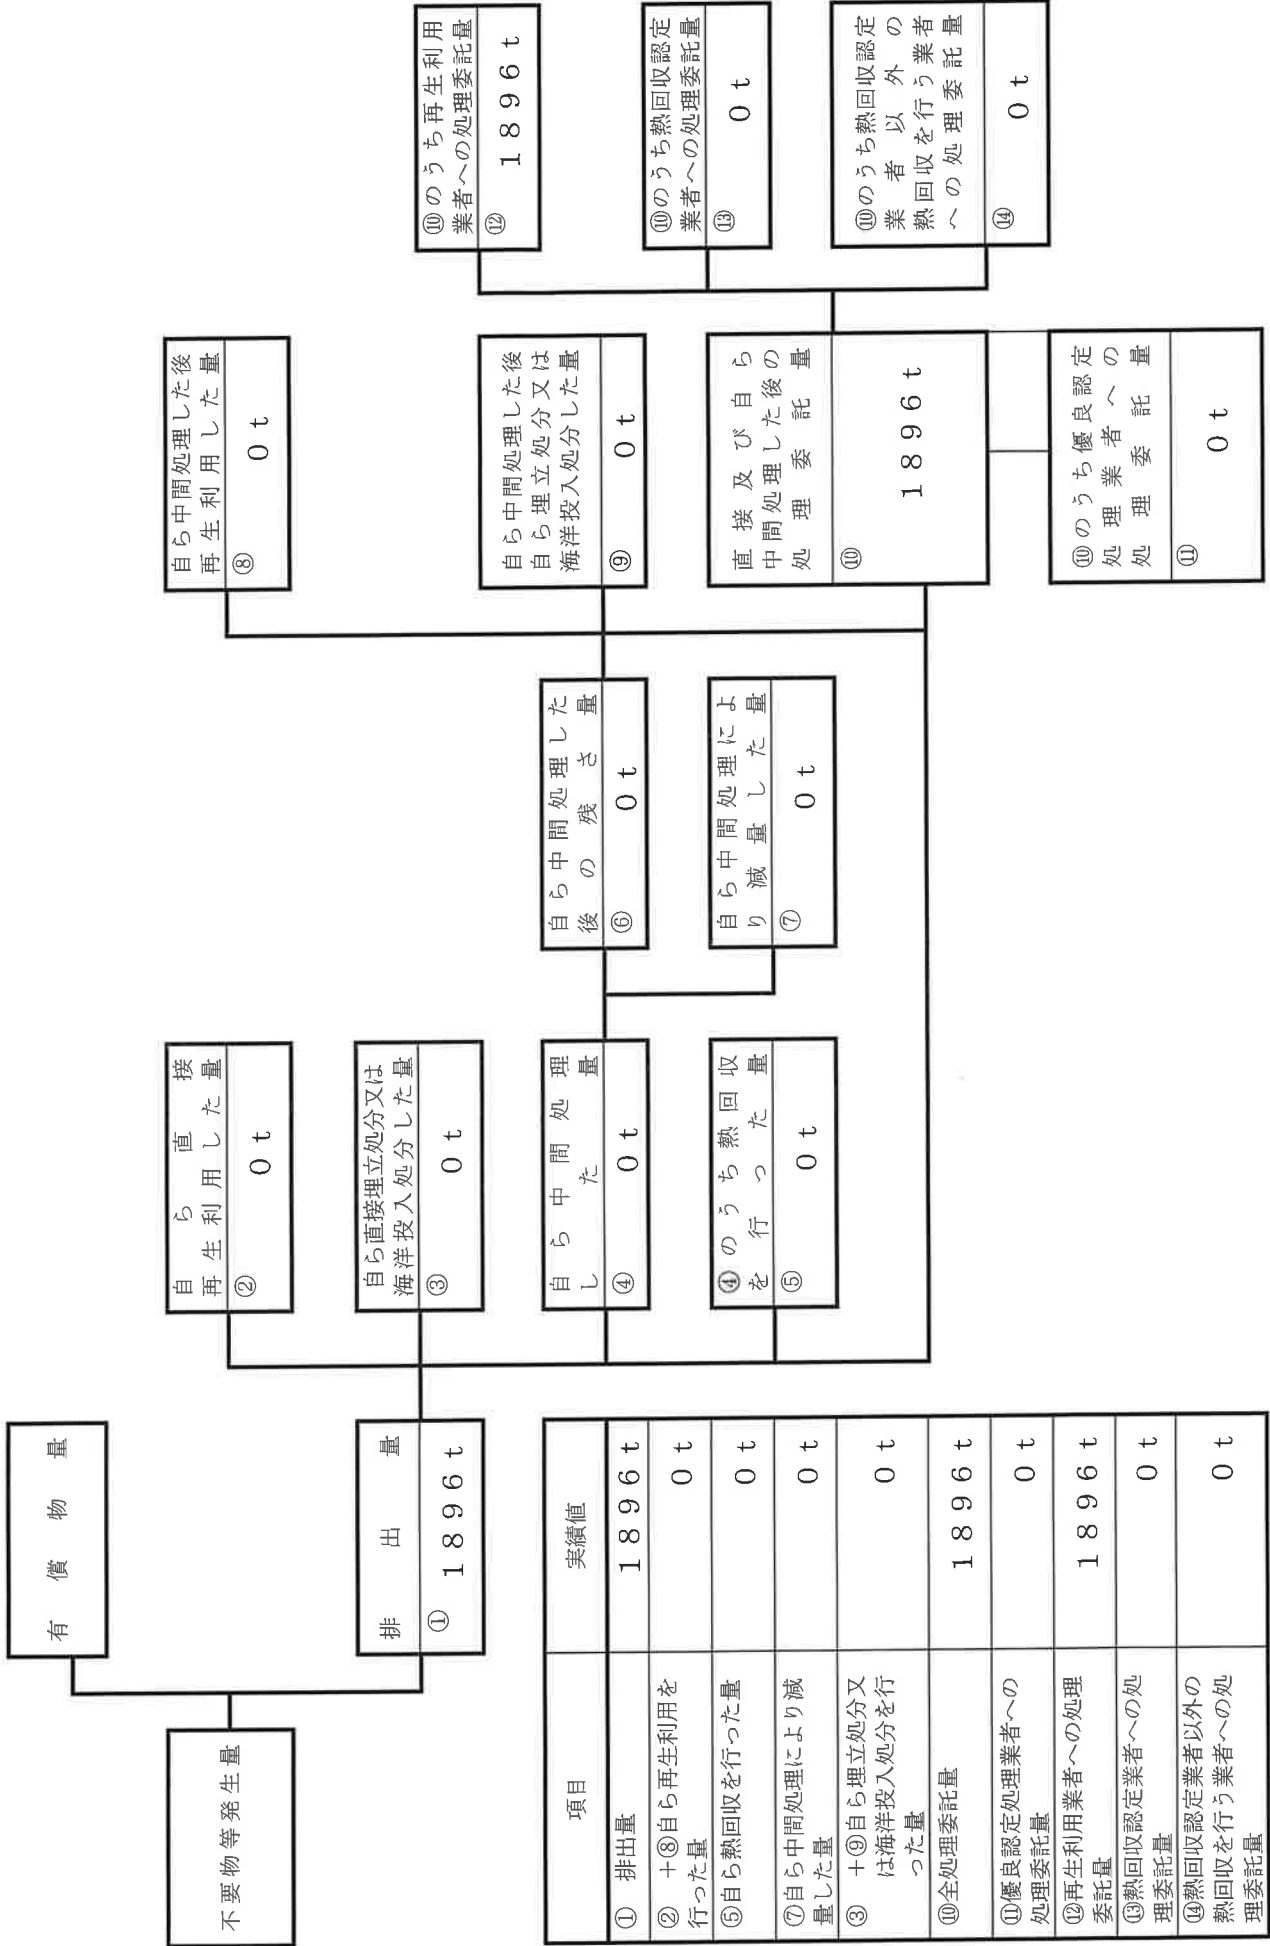 不要物等発生量
有償物量
排出量
① 1896t
自ら直接
再生利用した量
② 0t
自ら直接埋立処分又は
海洋投入処分した量
③ 0t
自ら中間処理
した量
④ 0t
④のうち熱回収
を行った量
⑤ 0t
自ら中間処理した
後の残さ量
⑥ 0t
自ら中間処理によ
り減量した量
⑦ 0t
自ら中間処理した後
再生利用した量
⑧ 0t
自ら中間処理した後
自ら埋立処分又は
海洋投入処分した量
⑨ 0t
直接及び自ら
中間処理した後の
処理委託量
⑩ 1896t
⑩のうち優良認定
処理業者への
処理委託量
⑪ 0t
⑩のうち再生利用
業者への処理委託量
⑫ 1896t
⑩のうち熱回収認定
業者への処理委託量
⑬ 0t
⑩のうち熱回収認定
業者以外の
熱回収を行う業者
への処理委託量
⑭ 0t
項目 実績値
① 排出量 1896t
② +⑧自ら再生利用を
行った量 0t
⑤自ら熱回収を行った量 0t
⑦自ら中間処理により減
量した量 0t
③ +⑨自ら埋立処分又
は海洋投入処分を行
った量 0t
⑩全処理委託量 1896t
⑪優良認定処理業者への
処理委託量 0t
⑫再生利用業者への処理
委託量 1896t
⑬熱回収認定業者への処
理委託量 0t
⑭熱回収認定業者以外の
熱回収を行う業者への処
理委託量 0t